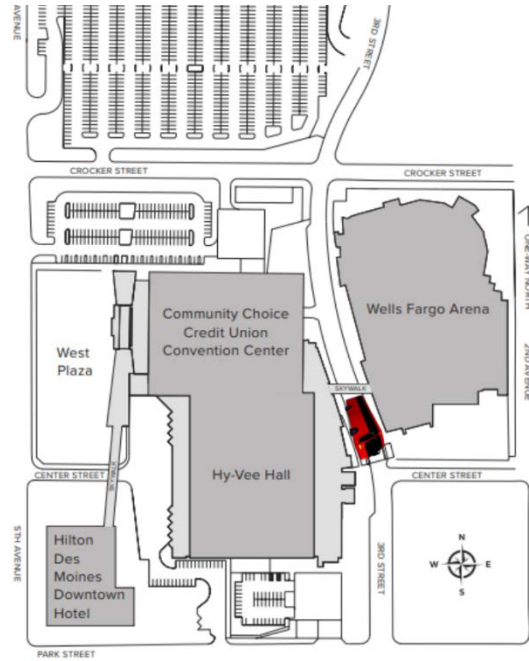 AVENUE
3RD STREET
CROCKER STREET
CROCKER STREET
ONE-WAY NORTH
2ND AVENUE
Community Choice
Credit Union
Convention Center
Wells Fargo Arena
West
Plaza
SKYWALK
Hy-Vee Hall
CENTER STREET
SKYWALK
CENTER STREET
5TH AVENUE
Hilton
Des
Moines
Downtown
Hotel
3RD STREET
N
W
E
S
PARK STREET